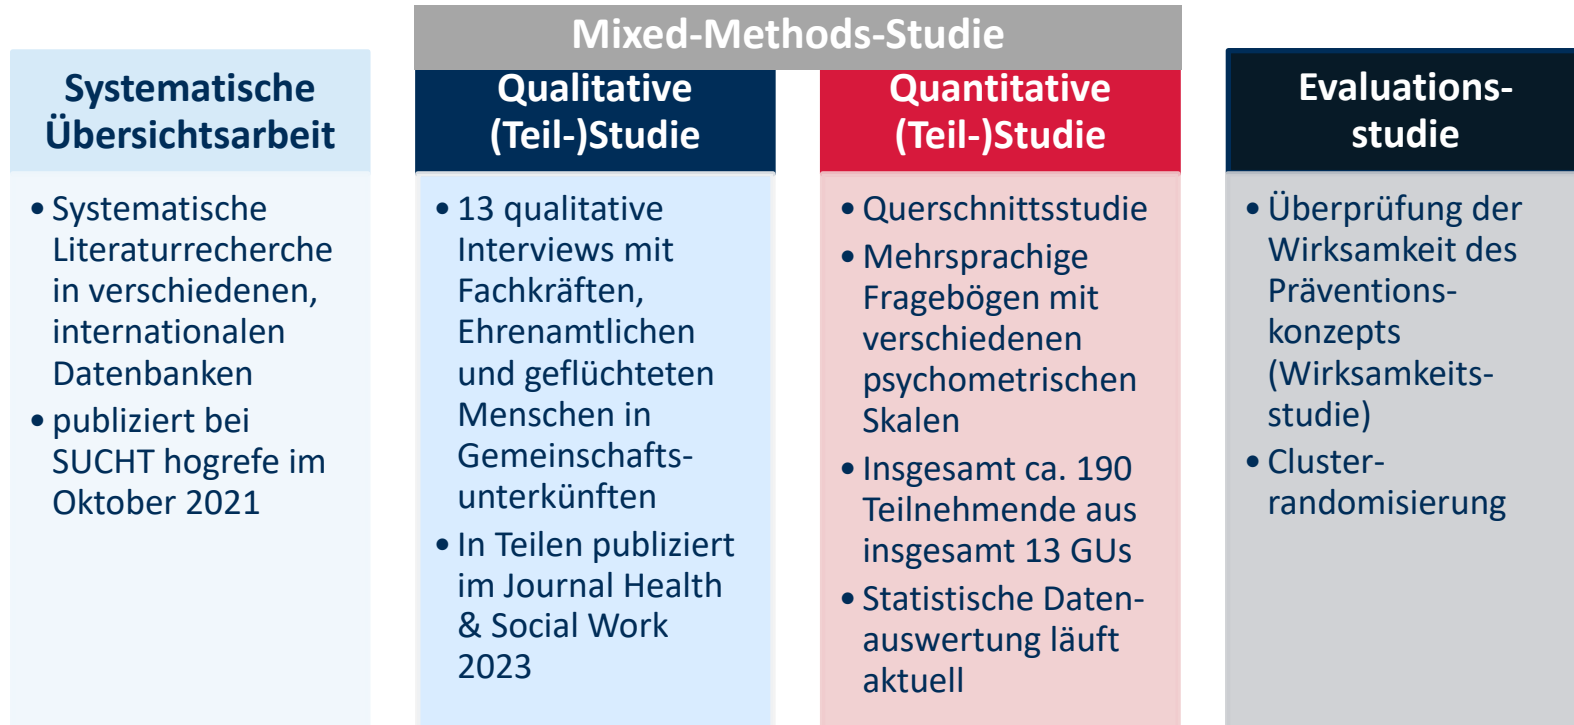 Mixed-Methods-Studie
Systematische
Übersichtsarbeit
• Systematische
Literaturrecherche
in verschiedenen,
internationalen
Datenbanken
• publiziert bei
SUCHT hogrefe im
Oktober 2021
Qualitative
(Teil-)Studie
• 13 qualitative
Interviews mit
Fachkräften,
Ehrenamtlichen
und geflüchteten
Menschen in
Gemeinschafts-
unterkünften
• In Teilen publiziert
im Journal Health
& Social Work
2023
Quantitative
(Teil-)Studie
• Querschnittsstudie
• Mehrsprachige
Fragebögen mit
verschiedenen
psychometrischen
Skalen
• Insgesamt ca. 190
Teilnehmende aus
insgesamt 13 GUs
• Statistische Daten-
auswertung läuft
aktuell
Evaluations-
studie
• Überprüfung der
Wirksamkeit des
Präventions-
konzepts
(Wirksamkeits-
studie)
• Cluster-
randomisierung